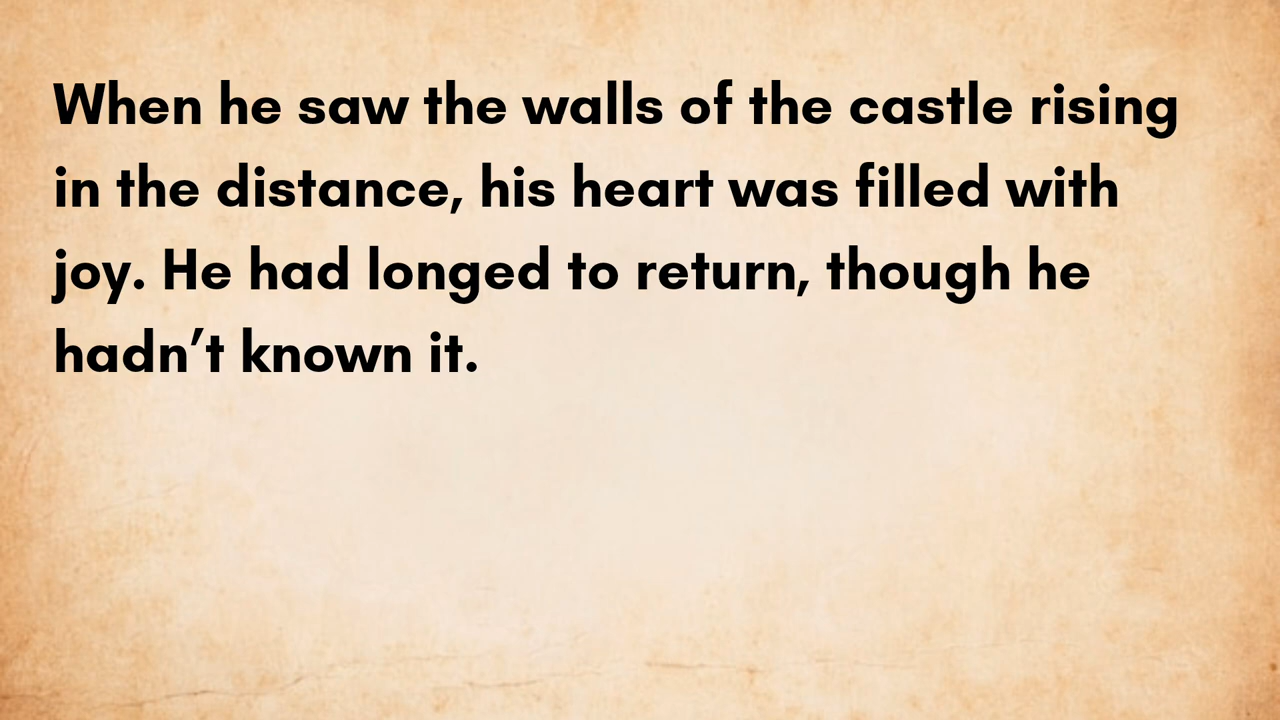 When he saw the walls of the castle rising
in the distance, his heart was filled with
joy. He had longed to return, though he
hadn’t known it.